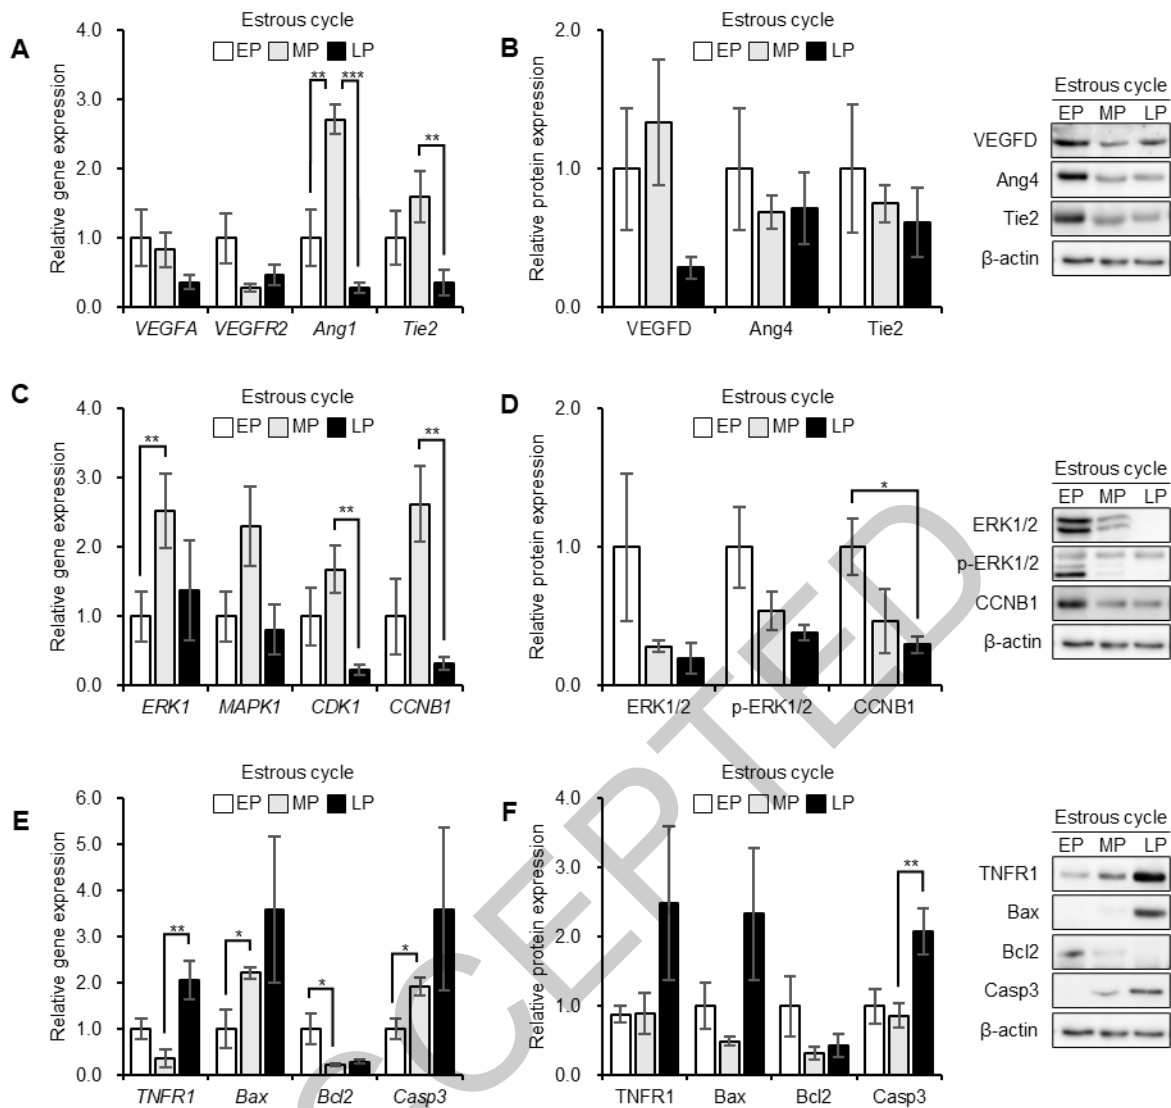 A
Estrous cycle
EP MP LP
Relative gene expression
4.0
3.0
2.0
1.0
0.0
** ***
**
VEGFA VEGFR2 Ang1 Tie2
B
Estrous cycle
EP MP LP
Relative protein expression
2.0
1.0
0.0
VEGFD Ang4 Tie2
Estrous cycle
EP MP LP
VEGFD
Ang4
Tie2
β-actin
C
Estrous cycle
EP MP LP
Relative gene expression
4.0
3.0
2.0
1.0
0.0
**
**
**
ERK1 MAPK1 CDK1 CCNB1
D
Estrous cycle
EP MP LP
Relative protein expression
2.0
1.0
0.0
*
ERK1/2 p-ERK1/2 CCNB1
Estrous cycle
EP MP LP
ERK1/2
p-ERK1/2
CCNB1
β-actin
E
Estrous cycle
EP MP LP
Relative gene expression
6.0
5.0
4.0
3.0
2.0
1.0
0.0
**
*
*
*
TNFR1 Bax Bcl2 Casp3
F
Estrous cycle
EP MP LP
Relative protein expression
4.0
3.0
2.0
1.0
0.0
**
TNFR1 Bax Bcl2 Casp3
Estrous cycle
EP MP LP
TNFR1
Bax
Bcl2
Casp3
β-actin
CCEPTED